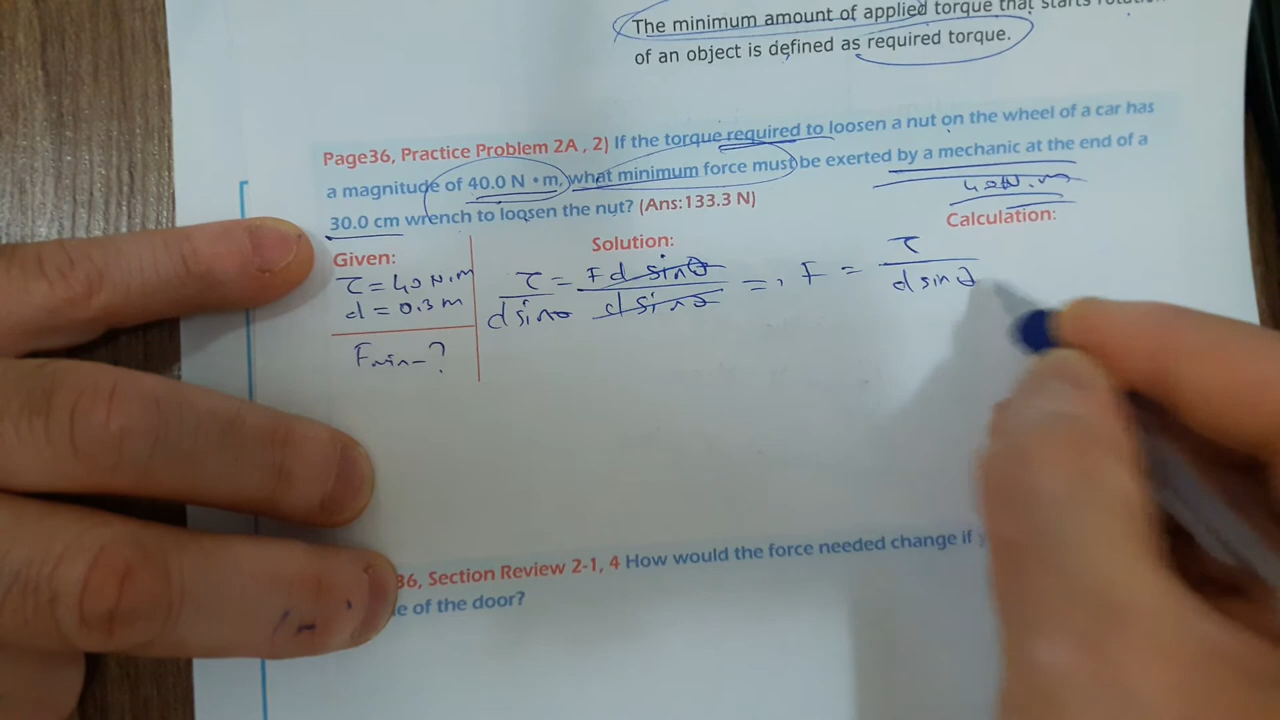 The minimum amount of applied torque that starts
of an object is defined as required torque.
Page36, Practice Problem 2A , 2) If the torque required to loosen a nut on the wheel of a car has
a magnitude of 40.0 N • m, what minimum force must be exerted by a mechanic at the end of a
30.0 cm wrench to loosen the nut? (Ans:133.3 N)
40N.m
Given:
Solution:
Calculation:
τ = 40 N.m
d = 0.3 m
Fmin-?
τ = Fd sinθ
dsinθ dsinθ
=> F = τ
d sinθ
36, Section Review 2-1, 4 How would the force needed change if
of the door?